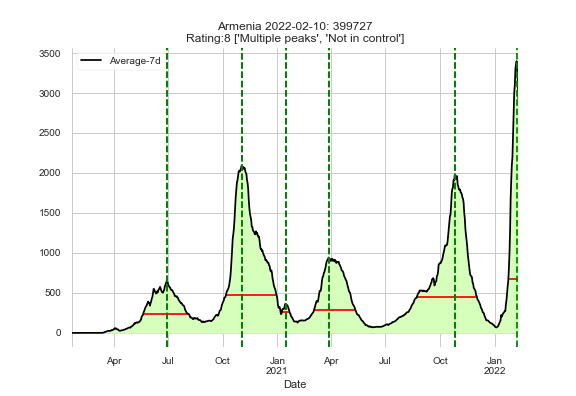 Armenia 2022-02-10: 399727
Rating:8 ['Multiple peaks', 'Not in control']
Average-7d
3500
3000
2500
2000
1500
1000
500
0
Apr Jul Oct Jan Apr Jul Oct Jan
2021 2022
Date